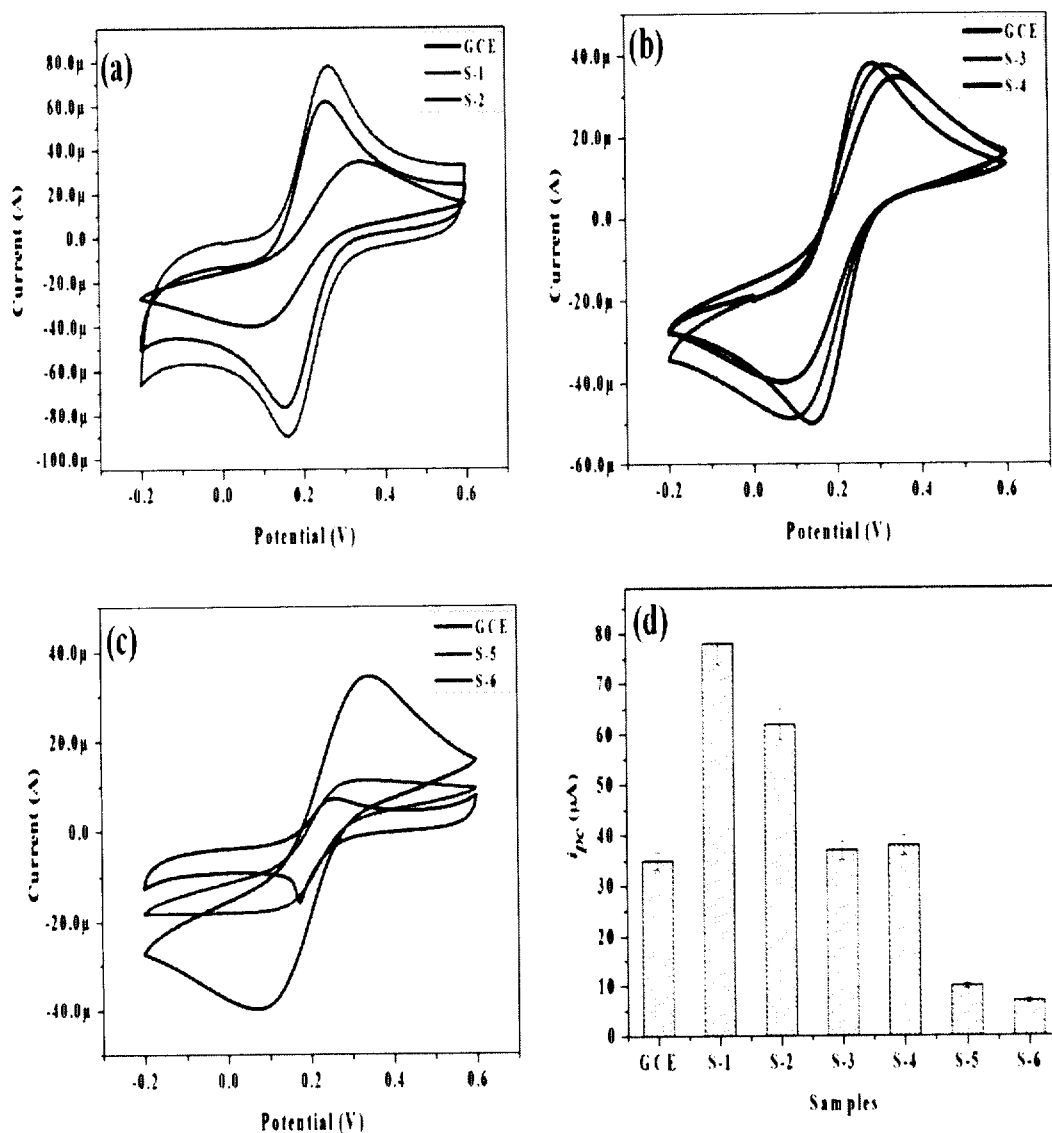 (a)
GCE
S-1
S-2
80.0μ
60.0μ
40.0μ
20.0μ
0.0
-20.0μ
-40.0μ
-60.0μ
-80.0μ
-100.0μ
Current (A)
-0.2
0.0
0.2
0.4
0.6
Potential (V)
(b)
GCE
S-3
S-4
40.0μ
20.0μ
0.0
-20.0μ
-40.0μ
-60.0μ
Current (A)
-0.2
0.0
0.2
0.4
0.6
Potential (V)
(c)
GCE
S-5
S-6
40.0μ
20.0μ
0.0
-20.0μ
-40.0μ
Current (A)
-0.2
0.0
0.2
0.4
0.6
Potential (V)
(d)
80
70
60
50
40
30
20
10
0
ipc (μA)
GCE
S-1
S-2
S-3
S-4
S-5
S-6
Samples